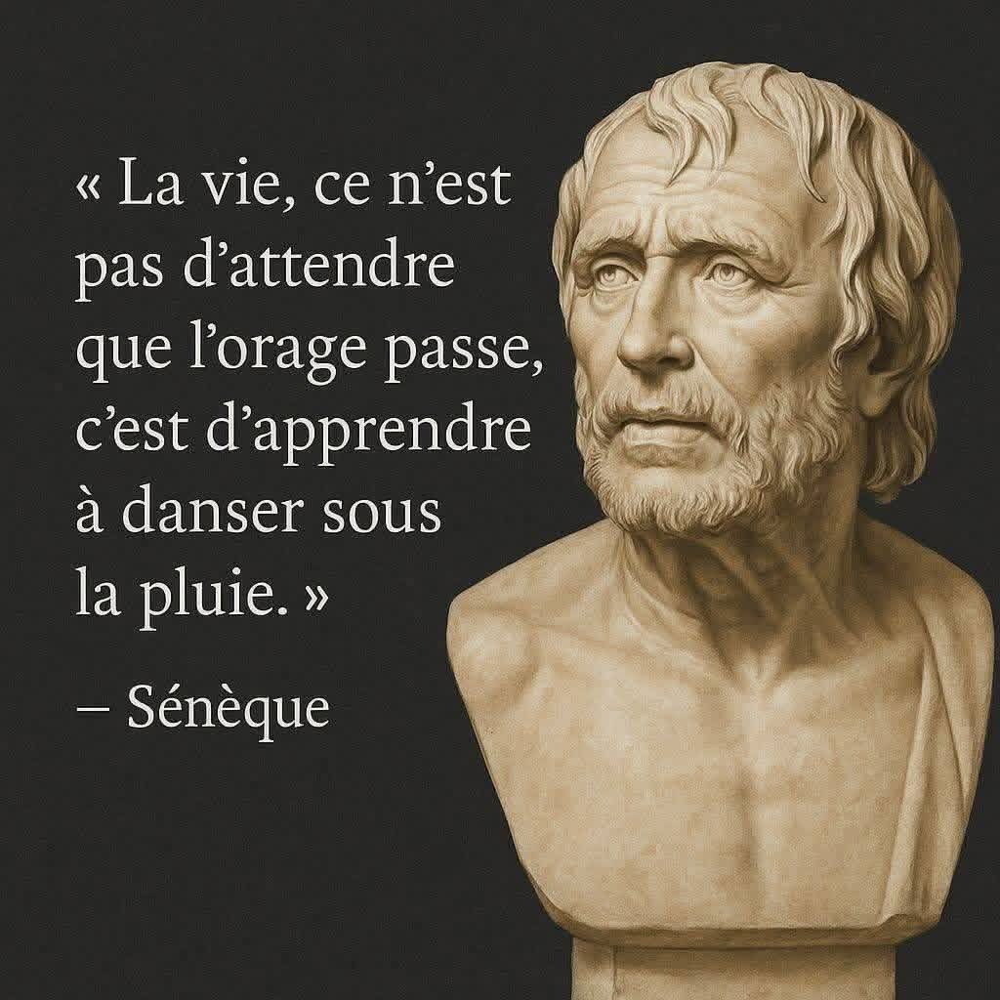 « La vie, ce n’est
pas d’attendre
que l’orage passe,
c’est d’apprendre
à danser sous
la pluie. »
– Sénèque